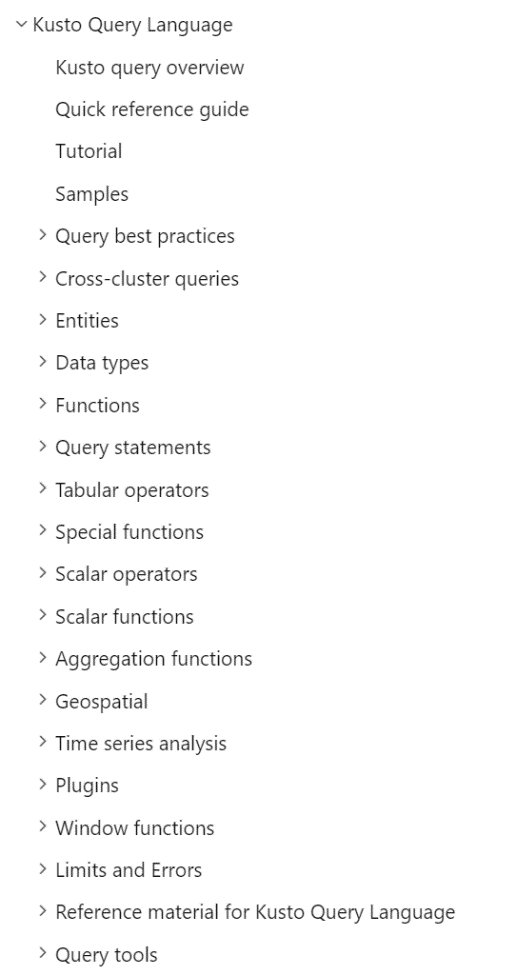 Kusto Query Language
Kusto query overview
Quick reference guide
Tutorial
Samples
Query best practices
Cross-cluster queries
Entities
Data types
Functions
Query statements
Tabular operators
Special functions
Scalar operators
Scalar functions
Aggregation functions
Geospatial
Time series analysis
Plugins
Window functions
Limits and Errors
Reference material for Kusto Query Language
Query tools